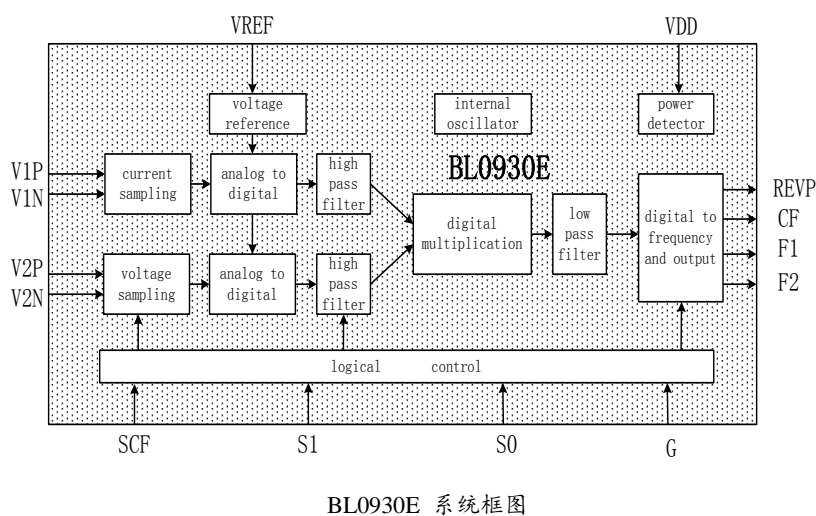 VREF
VDD
voltage
reference
internal
oscillator
power
detector
BL0930E
V1P
V1N
current
sampling
analog to
digital
high
pass
filter
digital
multiplication
low
pass
filter
digital to
frequency
and output
REVP
CF
F1
F2
V2P
V2N
voltage
sampling
analog to
digital
high
pass
filter
logical control
SCF
S1
S0
G
BL0930E 系统框图